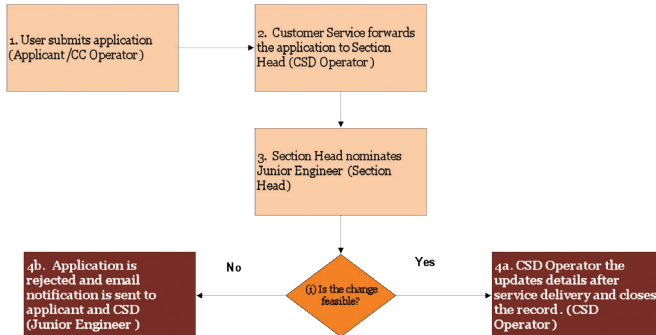 1. User submits application
(Applicant /CC Operator )
2. Customer Service forwards
the application to Section
Head (CSD Operator )
3. Section Head nominates
Junior Engineer (Section
Head)
(i) Is the change
feasible?
No
Yes
4b. Application is
rejected and email
notification is sent to
applicant and CSD
(Junior Engineer )
4a. CSD Operator the
updates details after
service delivery and closes
the record . (CSD
Operator )